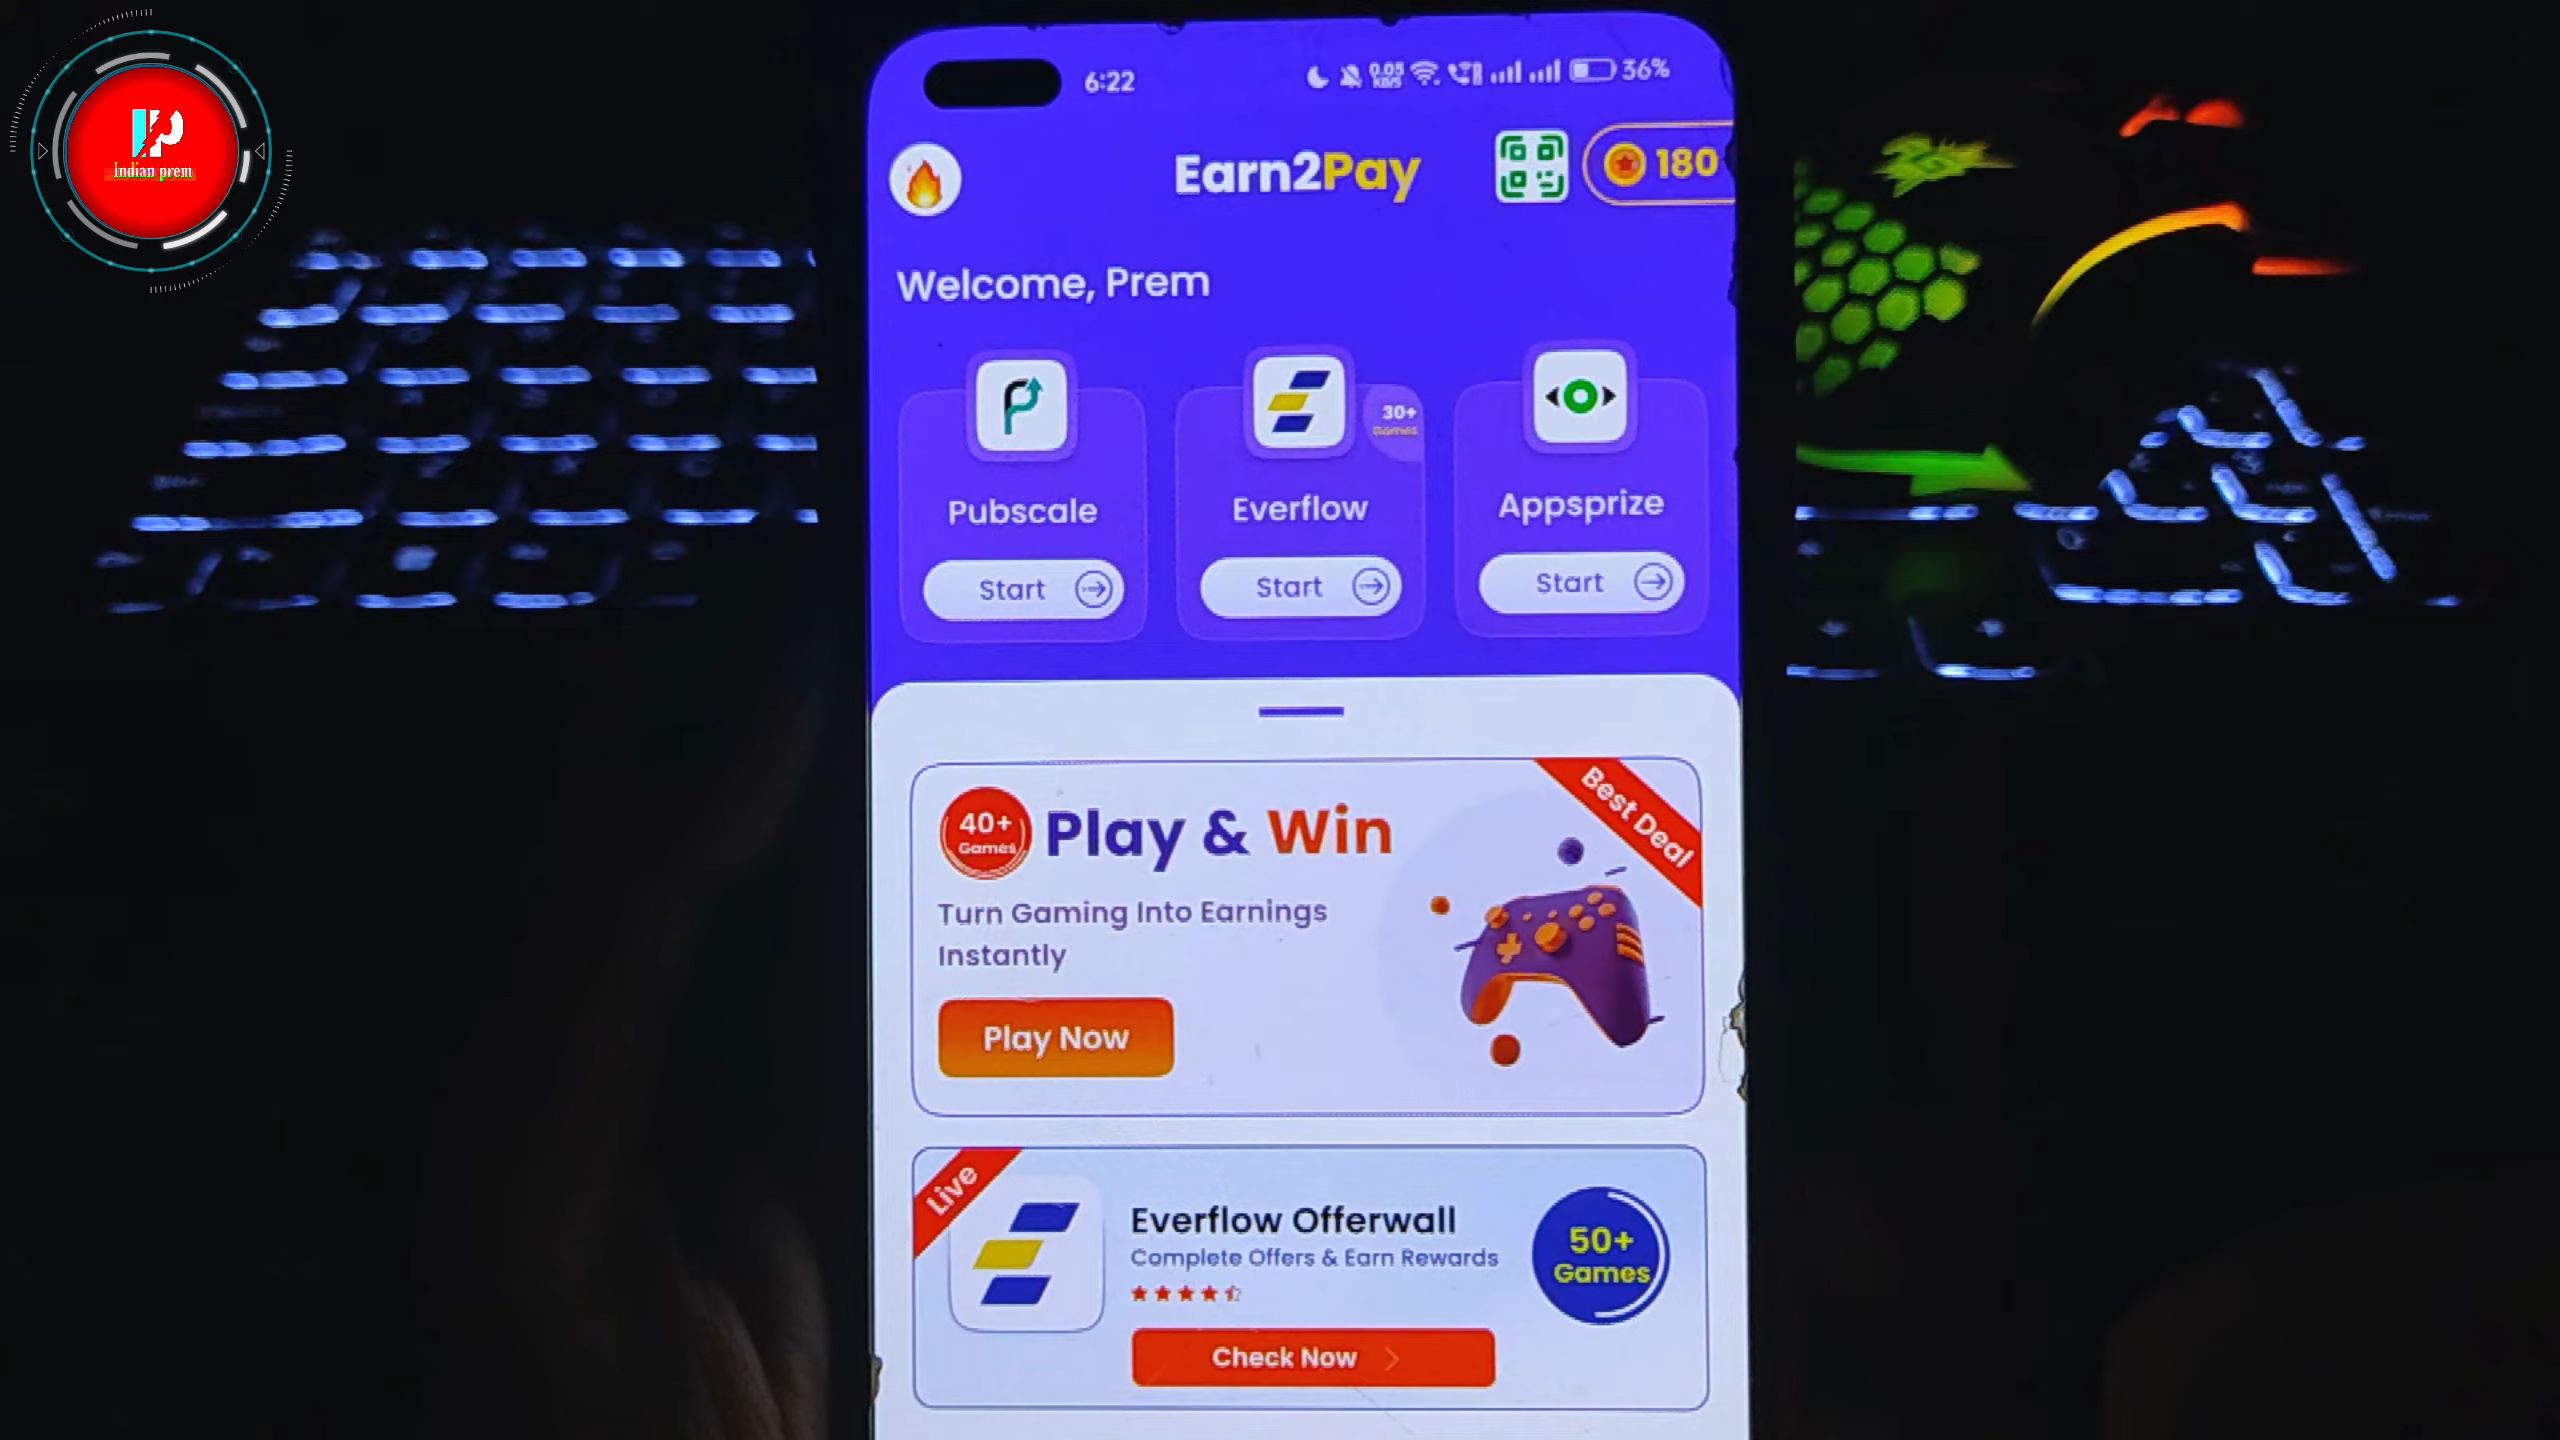 IP
Indian prem
6:22
0.05
KB/S
36%
Earn2Pay
180
Welcome, Prem
30+
Games
Pubscale
Everflow
Appsprize
Start
Start
Start
Best Deal
40+
Games
Play & Win
Turn Gaming Into Earnings
Instantly
Play Now
Live
Everflow Offerwall
Complete Offers & Earn Rewards
50+
Games
Check Now